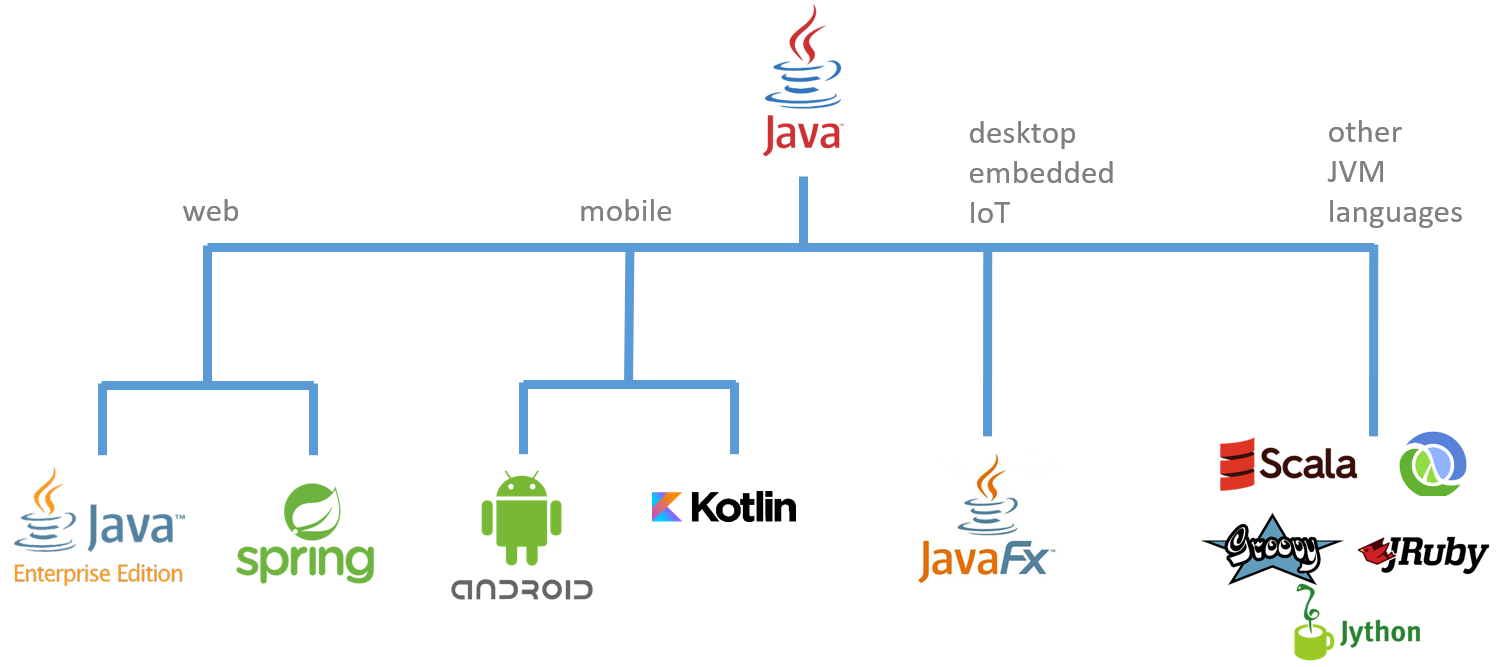 Java™
desktop
embedded
IoT
other
JVM
languages
web
mobile
Java™
Enterprise Edition
spring
ANDROID
Kotlin
JavaFx™
Scala
Groovy
JRuby
Jython